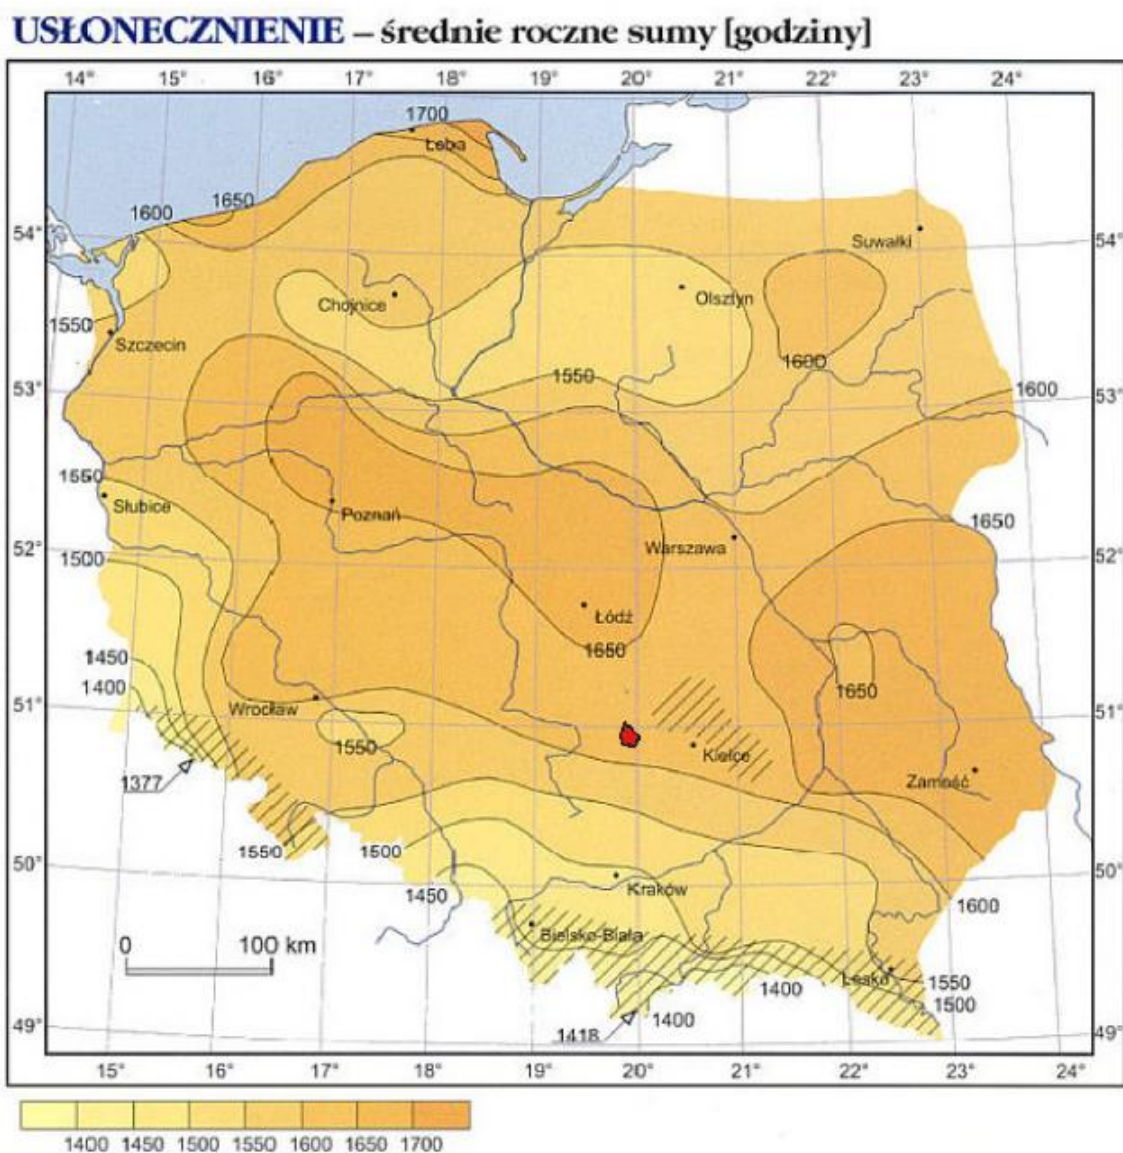 USŁONECZNIENIE – średnie roczne sumy [godziny]
14° 15° 16° 17° 18° 19° 20° 21° 22° 23° 24°
1700
Łeba
1650
1600
54° 54°
Suwałki
Chojnice
Olsztyn
1550
Szczecin
1600
1550
53° 53°
1600
1550
Słubice
Poznań
1650
Warszawa
52° 52°
1500
Łódź
1650
1450
1400
1650
51° 51°
Wrocław
1550
Kielce
1377
Zamość
1550
1500
50° 50°
Kraków
1450
1600
Bielsko-Biała
0 100 km
Lesko
1550
1400
1500
1400
49° 49°
1418
15° 16° 17° 18° 19° 20° 21° 22° 23° 24°
1400 1450 1500 1550 1600 1650 1700